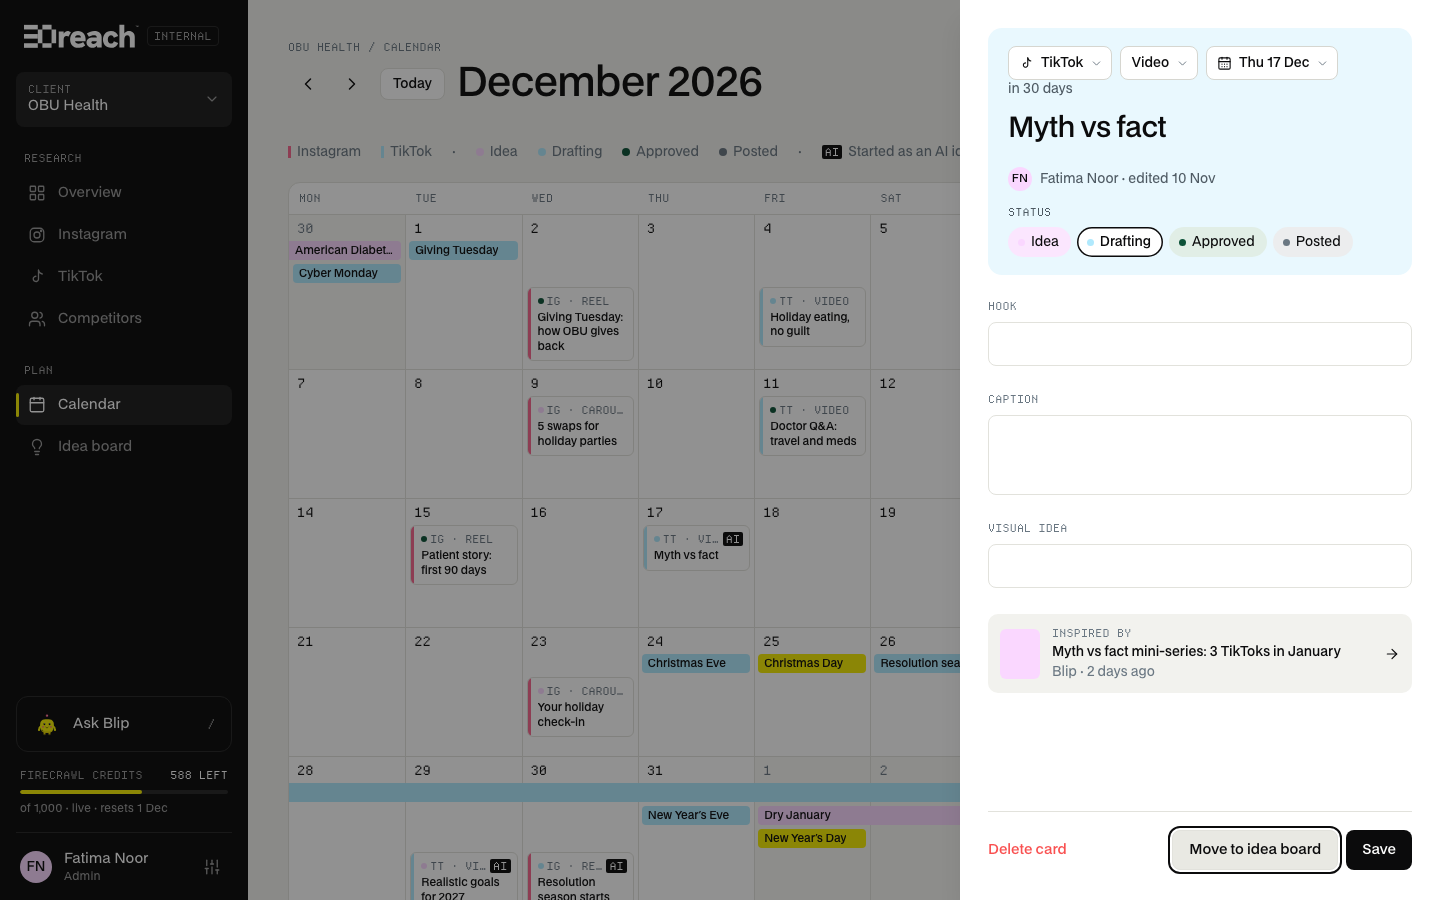 reach
INTERNAL
CLIENT
OBU Health
RESEARCH
Overview
Instagram
TikTok
Competitors
PLAN
Calendar
Idea board
Ask Blip
/
FIRECRAWL CREDITS 588 LEFT
of 1,000 · live · resets 1 Dec
FN
Fatima Noor
Admin
OBU HEALTH / CALENDAR
Today
December 2026
Instagram TikTok · Idea Drafting Approved Posted · AI Started as an AI
MON TUE WED THU FRI SAT
30 1 2 3 4 5
American Diabet… Giving Tuesday
Cyber Monday
IG · REEL
Giving Tuesday:
how OBU gives
back
TT · VIDEO
Holiday eating,
no guilt
7 8 9 10 11 12
IG · CAROU…
5 swaps for
holiday parties
TT · VIDEO
Doctor Q&A:
travel and meds
14 15 16 17 18 19
IG · REEL
Patient story:
first 90 days
TT · VI… AI
Myth vs fact
21 22 23 24 25 26
Christmas Eve Christmas Day Resolution sea
IG · CAROU…
Your holiday
check-in
28 29 30 31 1 2
New Year's Eve Dry January
New Year's Day
TT · VI… AI
Realistic goals
for 2027
IG · RE… AI
Resolution
season starts
TikTok Video Thu 17 Dec
in 30 days
Myth vs fact
FN Fatima Noor · edited 10 Nov
STATUS
Idea Drafting Approved Posted
HOOK
CAPTION
VISUAL IDEA
INSPIRED BY
Myth vs fact mini-series: 3 TikToks in January
Blip · 2 days ago
Delete card Move to idea board Save